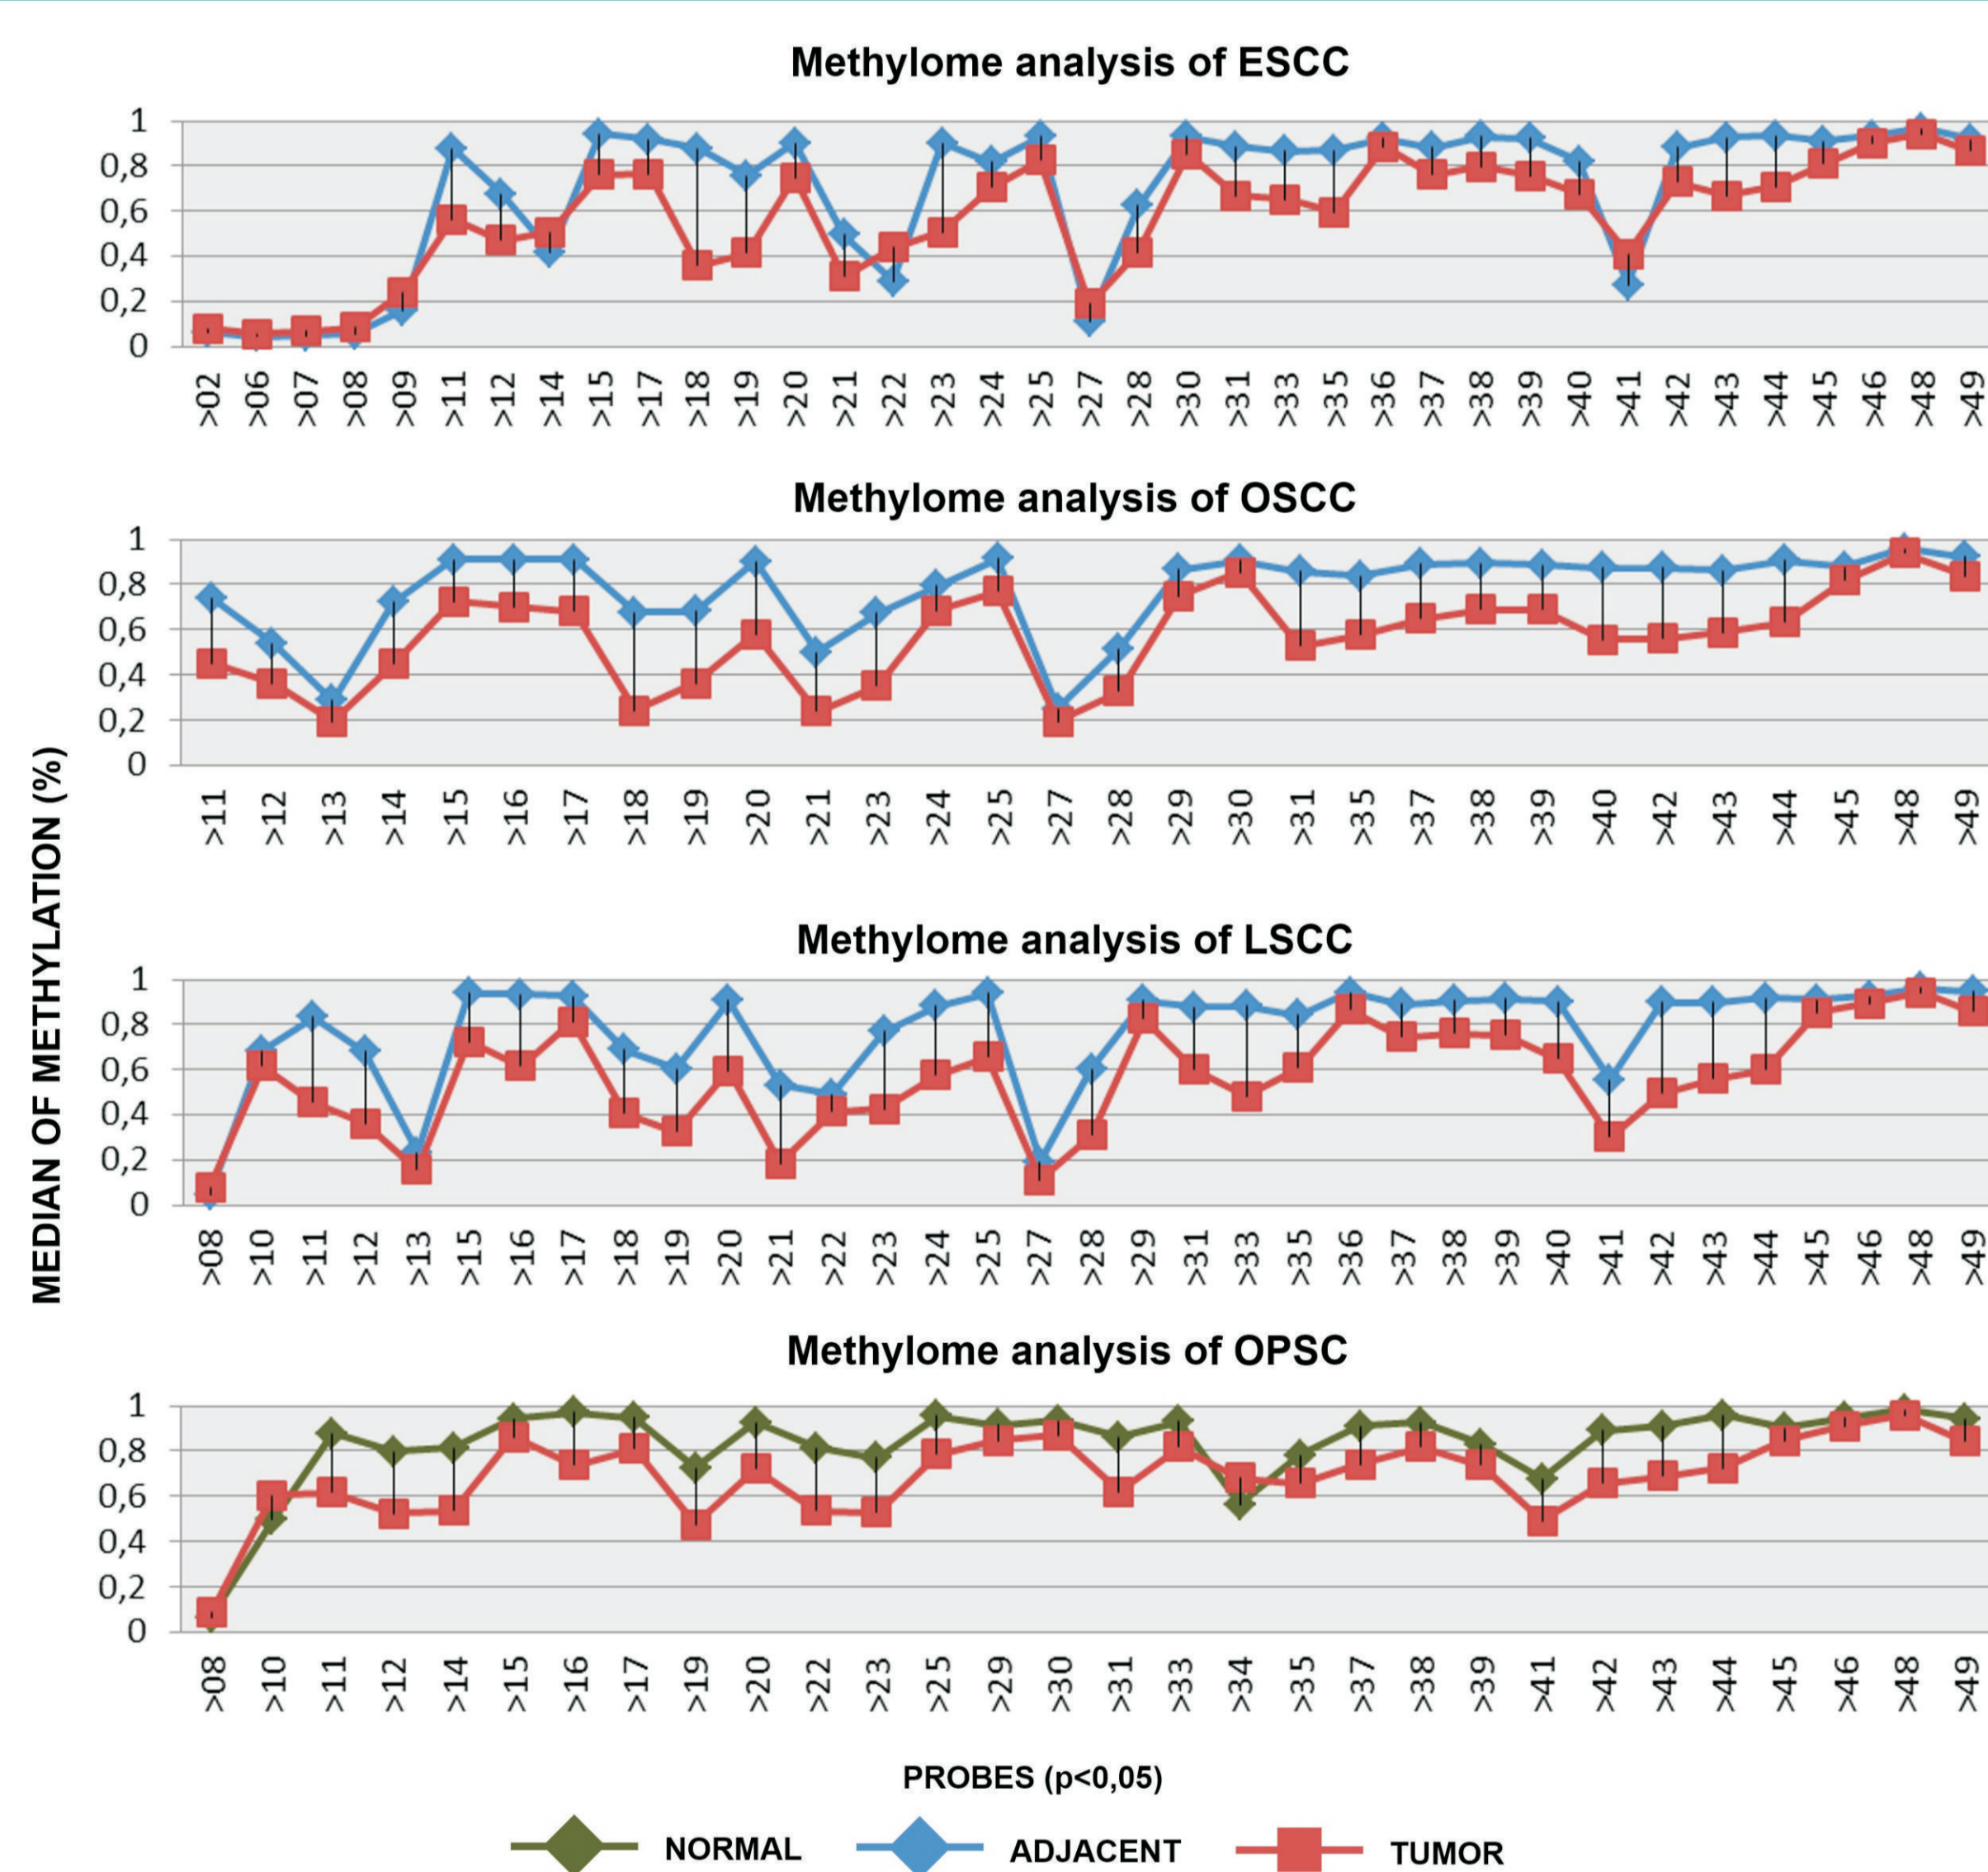 Methylome analysis of ESCC
1
0,8
0,6
0,4
0,2
0
>02 >06 >07 >08 >09 >11 >12 >14 >15 >17 >18 >19 >20 >21 >22 >23 >24 >25 >27 >28 >30 >31 >33 >35 >36 >37 >38 >39 >40 >41 >42 >43 >44 >45 >46 >48 >49
Methylome analysis of OSCC
1
0,8
0,6
0,4
0,2
0
>11 >12 >13 >14 >15 >16 >17 >18 >19 >20 >21 >23 >24 >25 >27 >28 >29 >30 >31 >35 >37 >38 >39 >40 >42 >43 >44 >45 >48 >49
MEDIAN OF METHYLATION (%)
Methylome analysis of LSCC
1
0,8
0,6
0,4
0,2
0
>08 >10 >11 >12 >13 >15 >16 >17 >18 >19 >20 >21 >22 >23 >24 >25 >27 >28 >29 >31 >33 >35 >36 >37 >38 >39 >40 >41 >42 >43 >44 >45 >46 >48 >49
Methylome analysis of OPSC
1
0,8
0,6
0,4
0,2
0
>08 >10 >11 >12 >14 >15 >16 >17 >19 >20 >22 >23 >25 >29 >30 >31 >33 >34 >35 >37 >38 >39 >41 >42 >43 >44 >45 >46 >48 >49
PROBES (p<0,05)
NORMAL ADJACENT TUMOR